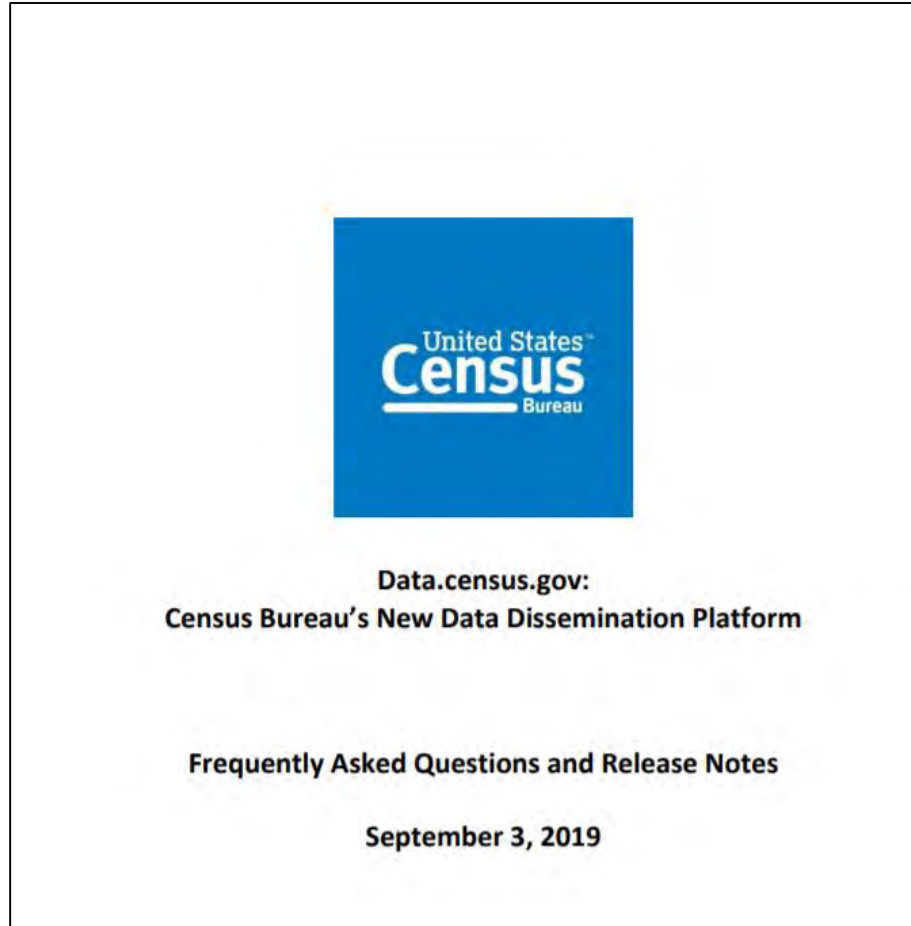 United States™
Census
Bureau
Data.census.gov:
Census Bureau’s New Data Dissemination Platform
Frequently Asked Questions and Release Notes
September 3, 2019